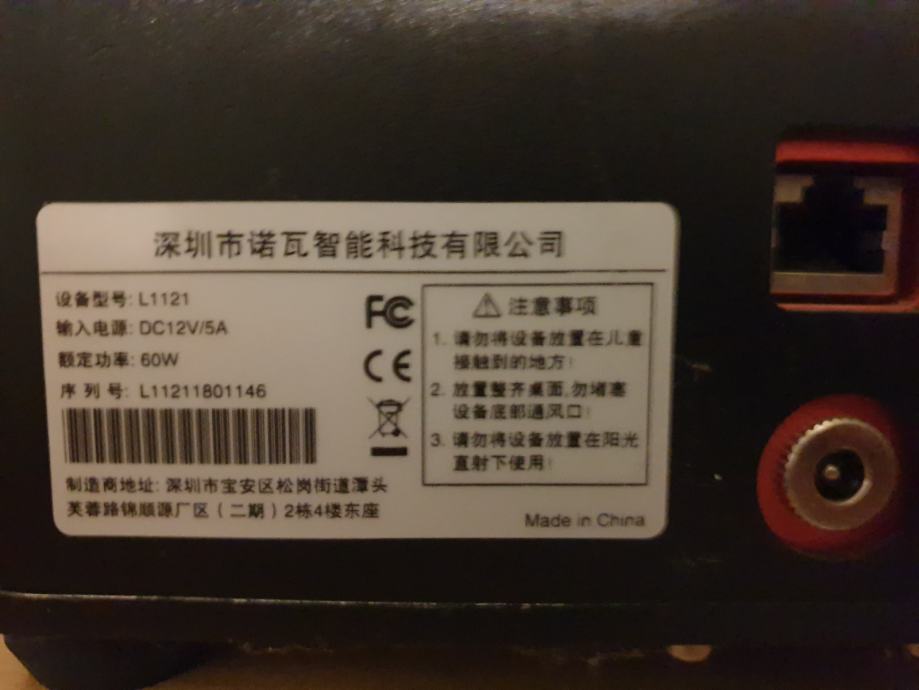 深圳市诺瓦智能科技有限公司
设备型号: L1121
输入电源: DC12V/5A
额定功率: 60W
序列号: L11211801146
制造商地址: 深圳市宝安区松岗街道潭头
芙蓉路锦顺源厂区（二期）2栋4楼东座
FC
CE
⚠注意事项
1. 请勿将设备放置在儿童
接触到的地方!
2. 放置整齐桌面,勿堵塞
设备底部通风口!
3. 请勿将设备放置在阳光
直射下使用!
Made in China